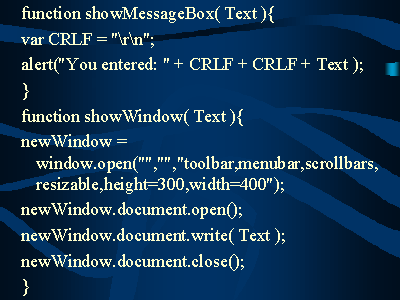 function showMessageBox( Text ){
var CRLF = "\r\n";
alert("You entered: " + CRLF + CRLF + Text );
}
function showWindow( Text ){
newWindow =
window.open("","","toolbar,menubar,scrollbars,
resizable,height=300,width=400");
newWindow.document.open();
newWindow.document.write( Text );
newWindow.document.close();
}